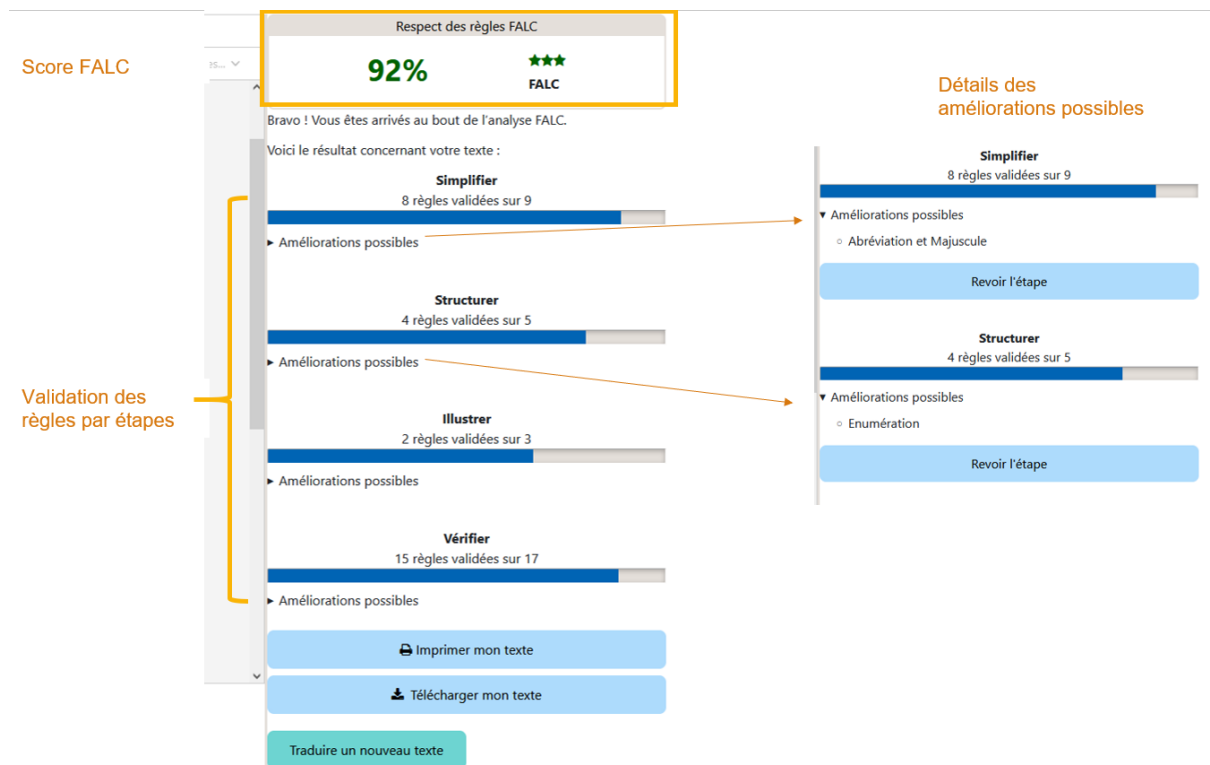 Score FALC
es...
Respect des règles FALC
92%
★★★
FALC
Bravo ! Vous êtes arrivés au bout de l'analyse FALC.
Voici le résultat concernant votre texte :
Simplifier
8 règles validées sur 9
▸ Améliorations possibles
Structurer
4 règles validées sur 5
▸ Améliorations possibles
Illustrer
2 règles validées sur 3
▸ Améliorations possibles
Vérifier
15 règles validées sur 17
▸ Améliorations possibles
Imprimer mon texte
Télécharger mon texte
Traduire un nouveau texte
Validation des
règles par étapes
Détails des
améliorations possibles
Simplifier
8 règles validées sur 9
▾ Améliorations possibles
○ Abréviation et Majuscule
Revoir l'étape
Structurer
4 règles validées sur 5
▾ Améliorations possibles
○ Enumération
Revoir l'étape